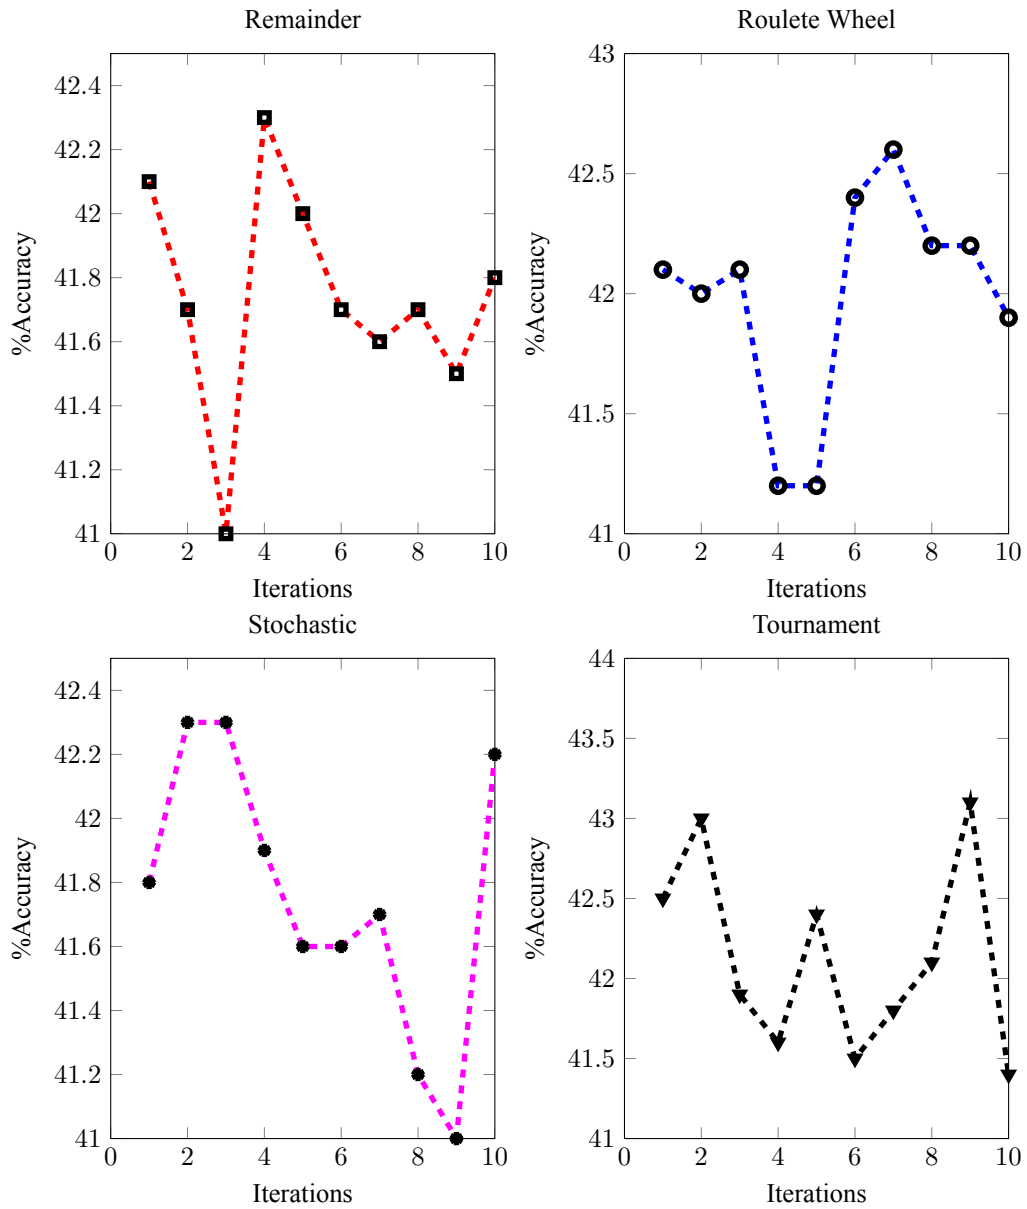 Remainder
42.4
42.2
42
41.8
41.6
41.4
41.2
41
%Accuracy
0 2 4 6 8 10
Iterations
Roulete Wheel
43
42.5
42
41.5
41
%Accuracy
0 2 4 6 8 10
Iterations
Stochastic
42.4
42.2
42
41.8
41.6
41.4
41.2
41
%Accuracy
0 2 4 6 8 10
Iterations
Tournament
44
43.5
43
42.5
42
41.5
41
%Accuracy
0 2 4 6 8 10
Iterations